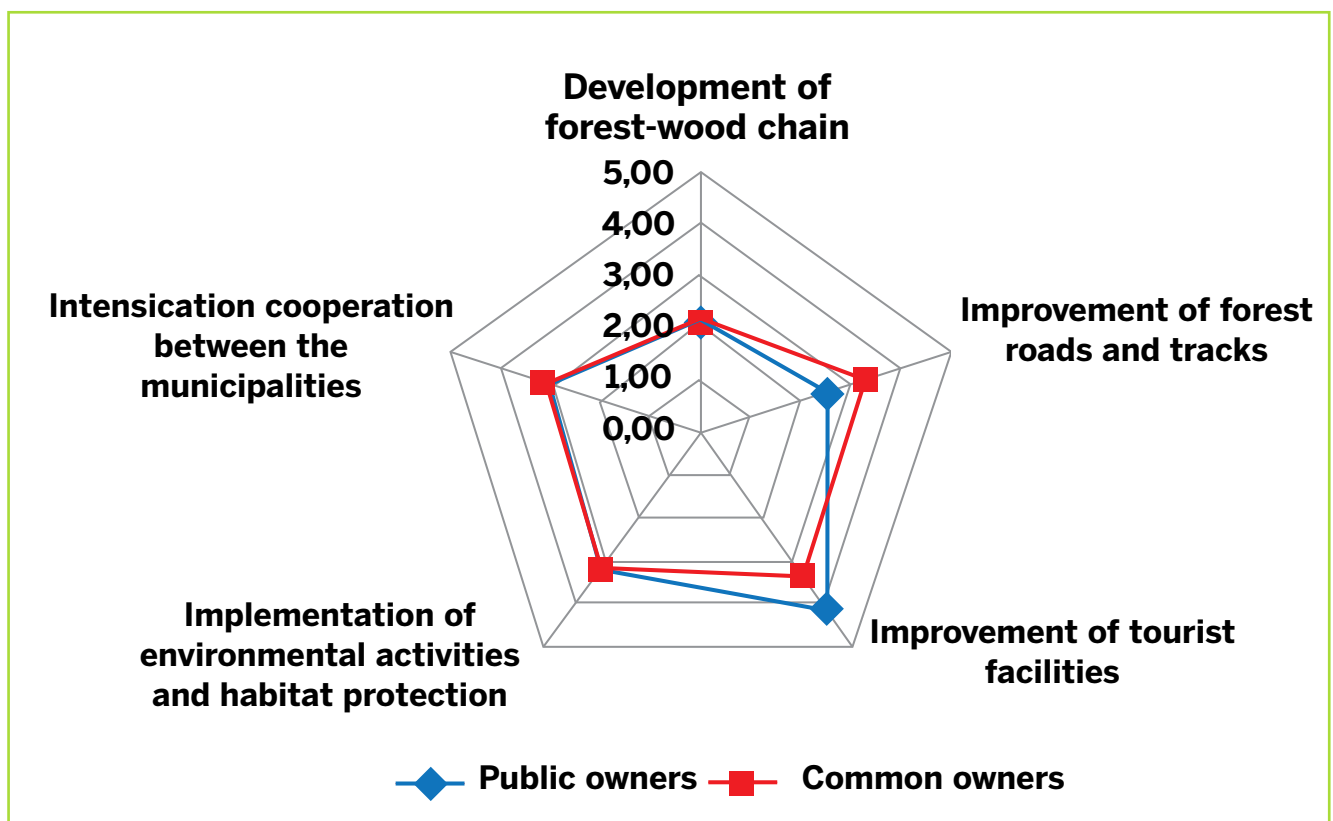 Development of
forest-wood chain
5,00
4,00
3,00
2,00
1,00
0,00
Improvement of forest
roads and tracks
Intensication cooperation
between the
municipalities
Improvement of tourist
facilities
Implementation of
environmental activities
and habitat protection
Public owners Common owners